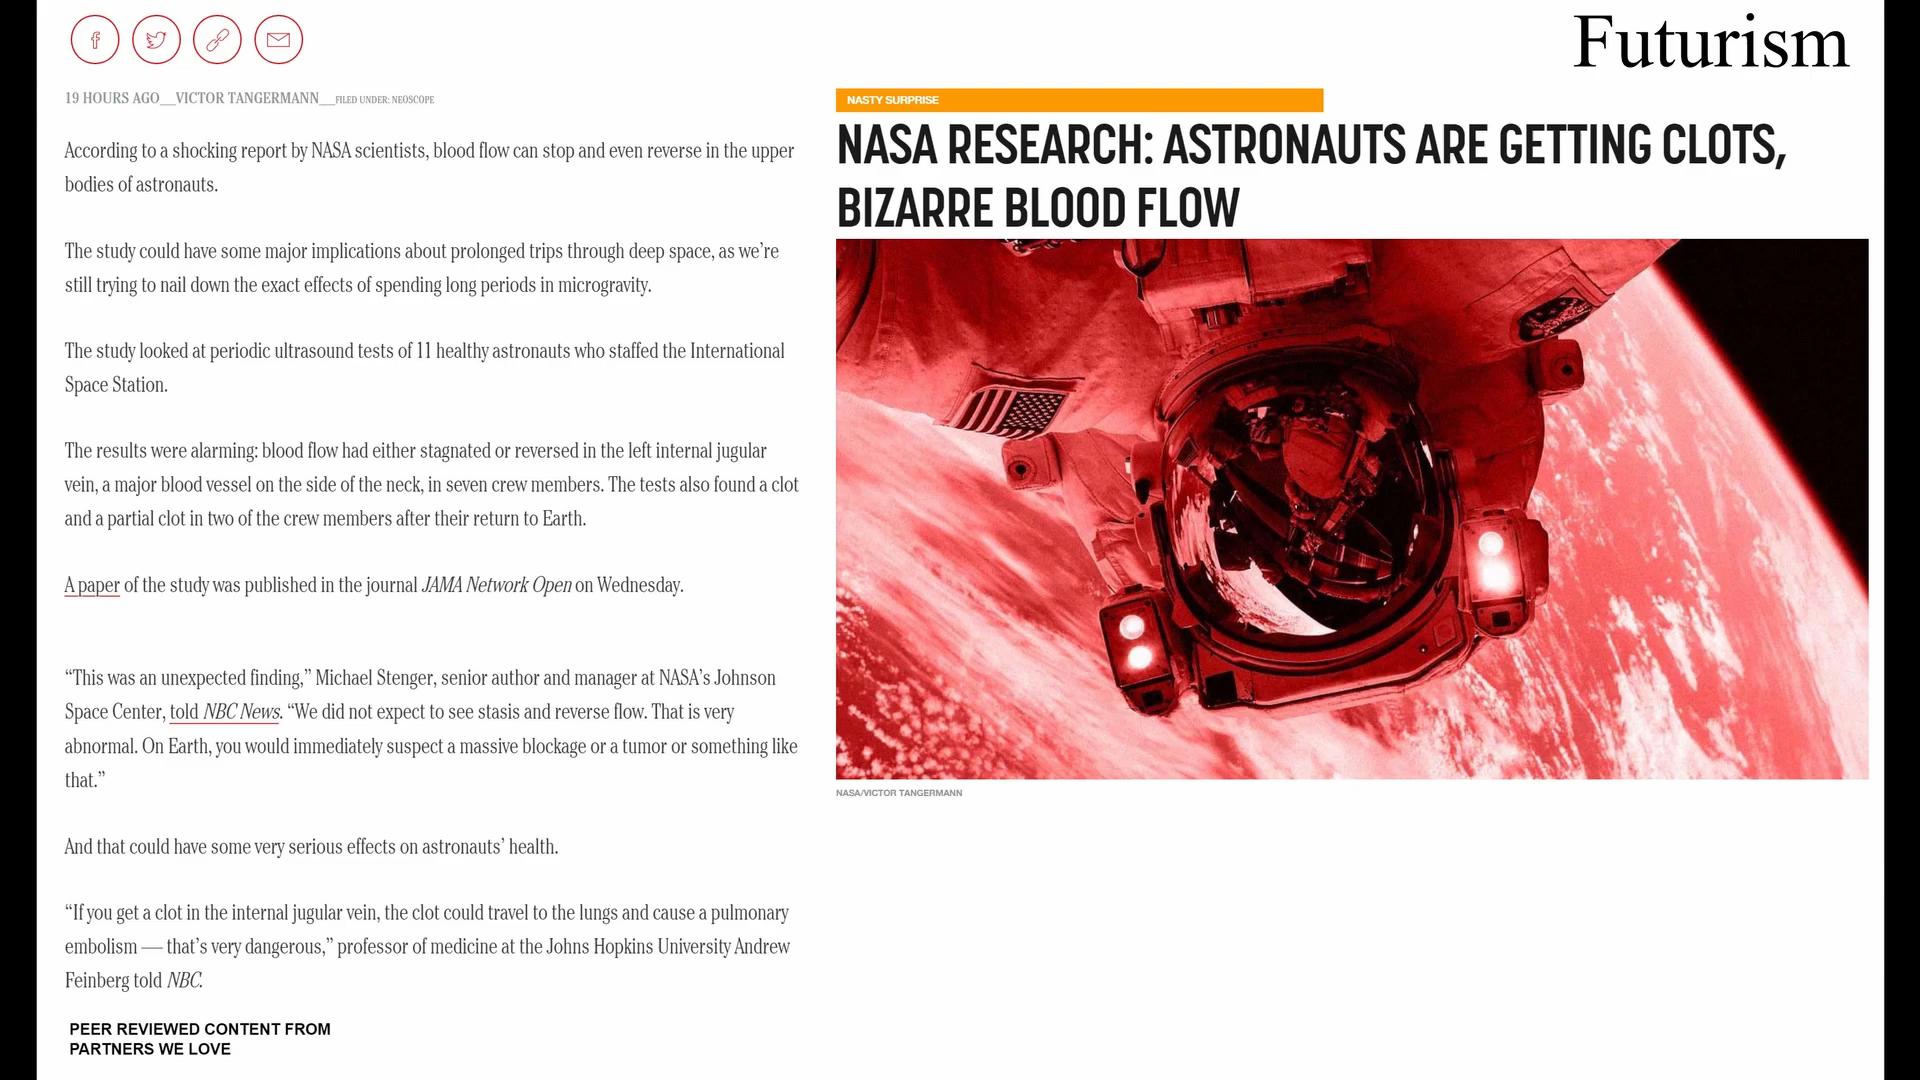 Futurism
19 HOURS AGO__VICTOR TANGERMANN__FILED UNDER: NEOSCOPE
According to a shocking report by NASA scientists, blood flow can stop and even reverse in the upper
bodies of astronauts.
The study could have some major implications about prolonged trips through deep space, as we’re
still trying to nail down the exact effects of spending long periods in microgravity.
The study looked at periodic ultrasound tests of 11 healthy astronauts who staffed the International
Space Station.
The results were alarming: blood flow had either stagnated or reversed in the left internal jugular
vein, a major blood vessel on the side of the neck, in seven crew members. The tests also found a clot
and a partial clot in two of the crew members after their return to Earth.
A paper of the study was published in the journal JAMA Network Open on Wednesday.
“This was an unexpected finding,” Michael Stenger, senior author and manager at NASA’s Johnson
Space Center, told NBC News. “We did not expect to see stasis and reverse flow. That is very
abnormal. On Earth, you would immediately suspect a massive blockage or a tumor or something like
that.”
And that could have some very serious effects on astronauts’ health.
“If you get a clot in the internal jugular vein, the clot could travel to the lungs and cause a pulmonary
embolism — that’s very dangerous,” professor of medicine at the Johns Hopkins University Andrew
Feinberg told NBC.
PEER REVIEWED CONTENT FROM
PARTNERS WE LOVE
NASTY SURPRISE
NASA RESEARCH: ASTRONAUTS ARE GETTING CLOTS,
BIZARRE BLOOD FLOW
NASA/VICTOR TANGERMANN